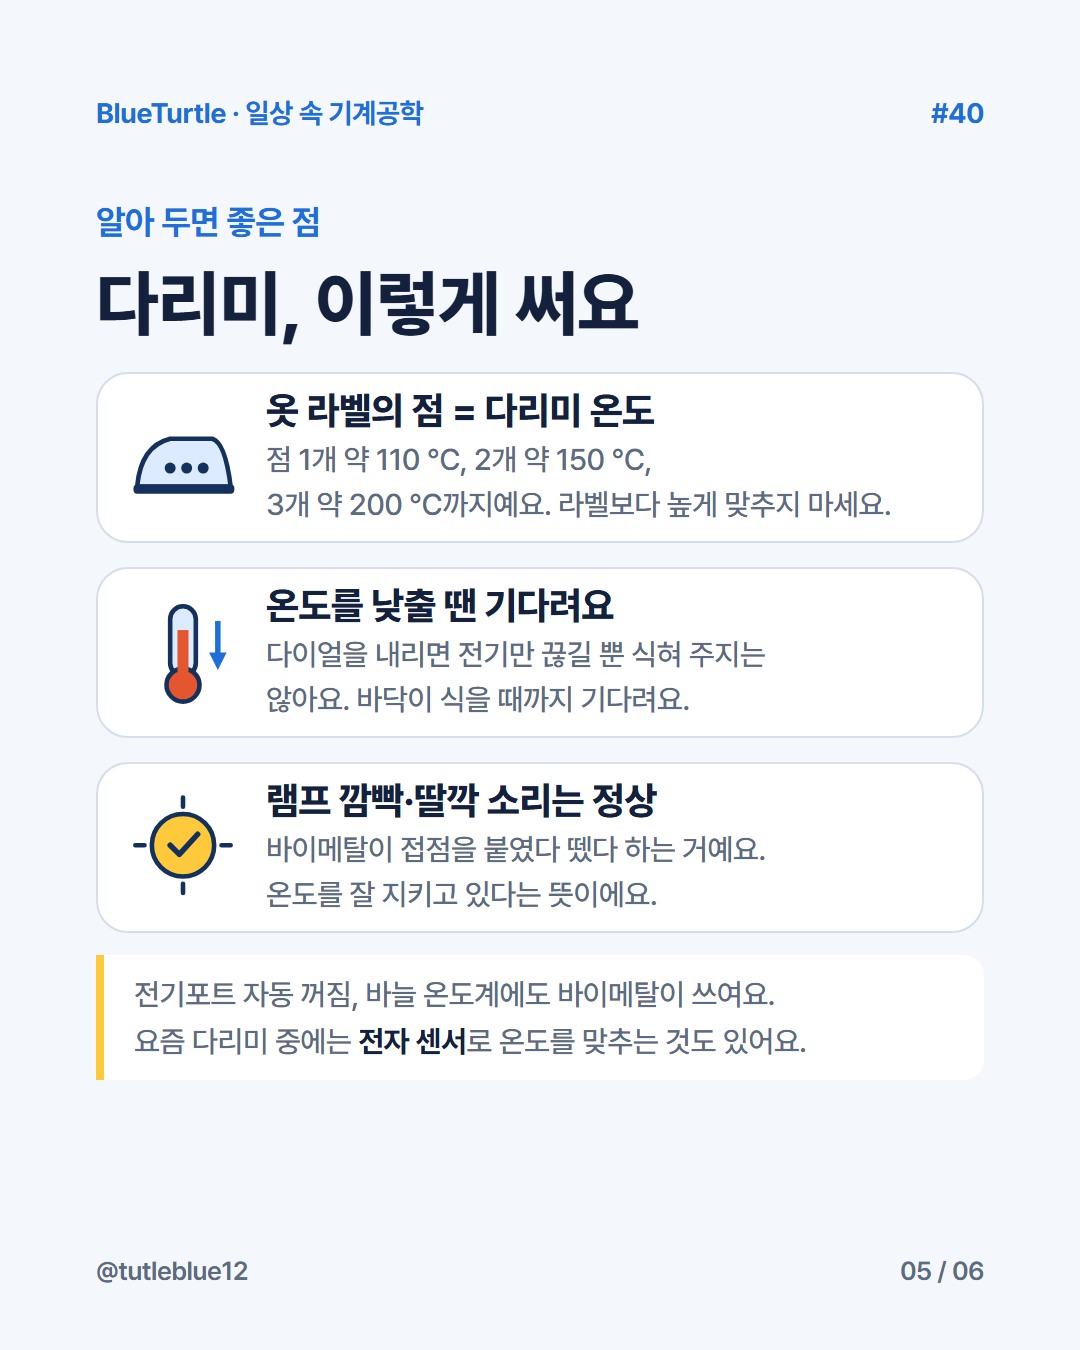 BlueTurtle · 일상 속 기계공학
#40
알아 두면 좋은 점
다리미, 이렇게 써요
옷 라벨의 점 = 다리미 온도
점 1개 약 110 °C, 2개 약 150 °C,
3개 약 200 °C까지예요. 라벨보다 높게 맞추지 마세요.
온도를 낮출 땐 기다려요
다이얼을 내리면 전기만 끊길 뿐 식혀 주지는
않아요. 바닥이 식을 때까지 기다려요.
램프 깜빡·딸깍 소리는 정상
바이메탈이 접점을 붙였다 뗐다 하는 거예요.
온도를 잘 지키고 있다는 뜻이에요.
전기포트 자동 꺼짐, 바늘 온도계에도 바이메탈이 쓰여요.
요즘 다리미 중에는 전자 센서로 온도를 맞추는 것도 있어요.
@tutleblue12
05 / 06